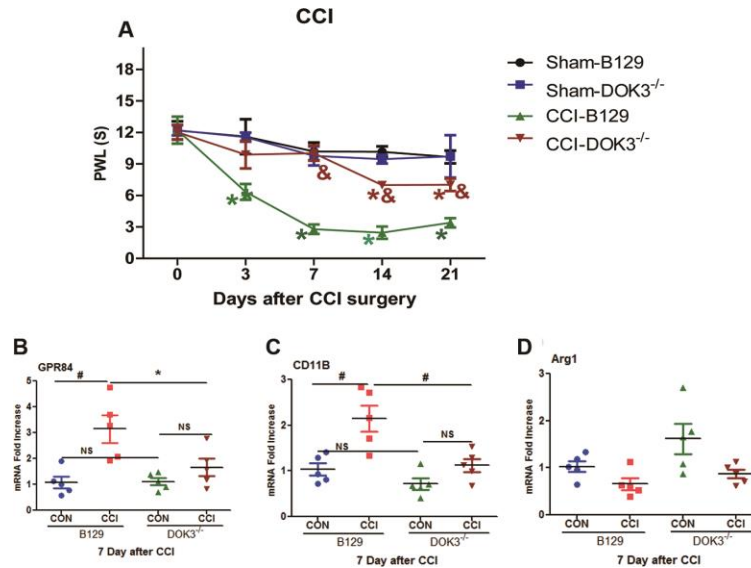 CCI
A
18
15
12
9
6
3
0
PWL (S)
&
*& *&
* * * *
0 3 7 14 21
Days after CCI surgery
Sham-B129
Sham-DOK3-/-
CCI-B129
CCI-DOK3-/-
B
GPR84
# *
NS NS
5
4
3
2
1
0
mRNA Fold Increase
CON CCI CON CCI
B129 DOK3-/-
7 Day after CCI
C
CD11B
# #
NS NS
3
2
1
0
mRNA Fold Increase
CON CCI CON CCI
B129 DOK3-/-
7 Day after CCI
D
Arg1
3
2
1
0
mRNA Fold Increase
CON CCI CON CCI
B129 DOK3-/-
7 Day after CCI